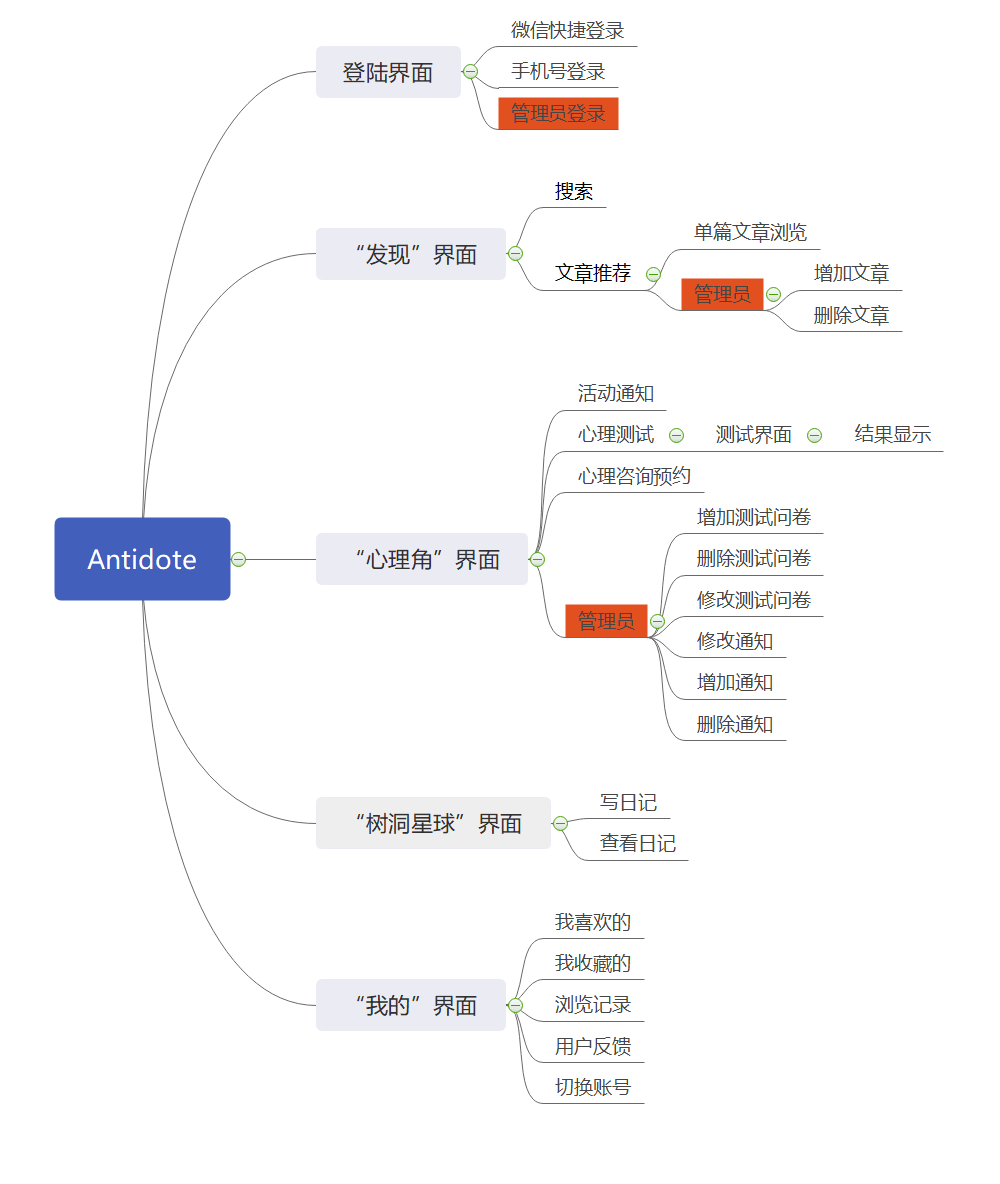 Antidote
登陆界面
微信快捷登录
手机号登录
管理员登录
“发现”界面
搜索
文章推荐
单篇文章浏览
管理员
增加文章
删除文章
“心理角”界面
活动通知
心理测试
测试界面
结果显示
心理咨询预约
管理员
增加测试问卷
删除测试问卷
修改测试问卷
修改通知
增加通知
删除通知
“树洞星球”界面
写日记
查看日记
“我的”界面
我喜欢的
我收藏的
浏览记录
用户反馈
切换账号